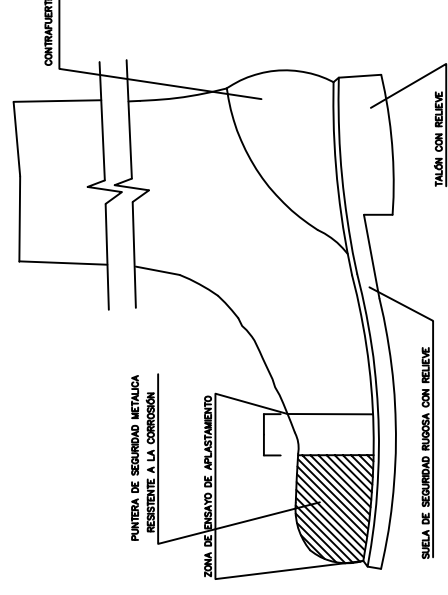 CONTRAFUERT
TALÓN CON RELIEVE
PUNTERA DE SEGURIDAD METALICA
RESISTENTE A LA CORROSIÓN
ZONA DE ENSAYO DE APLASTAMIENTO
SUELA DE SEGURIDAD RUGOSA CON RELIEVE